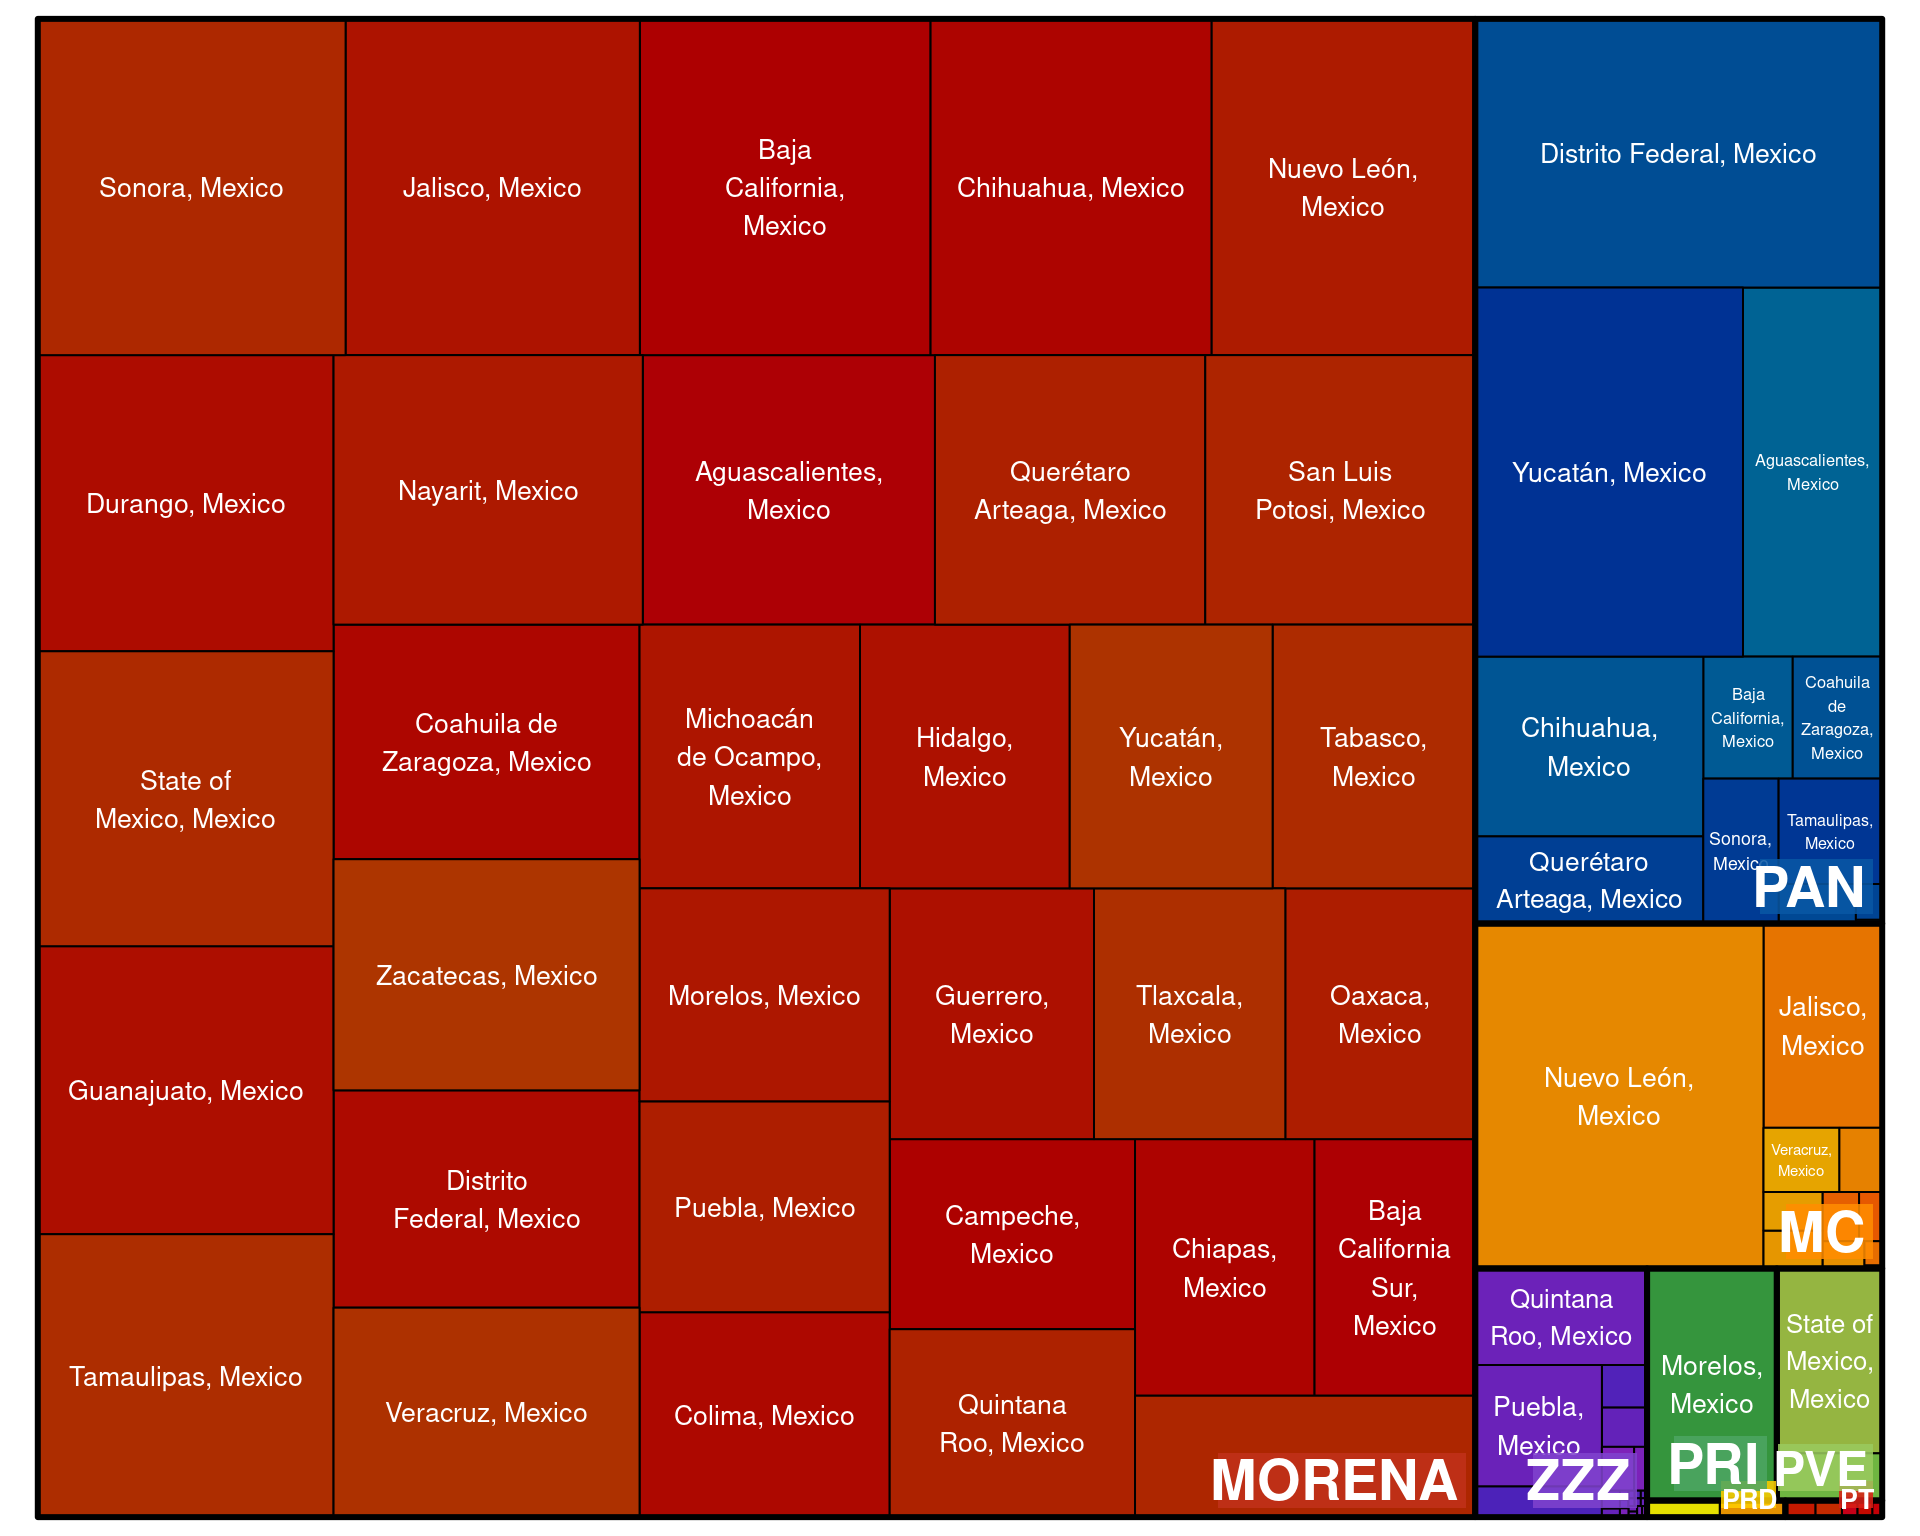 Sonora, Mexico
Jalisco, Mexico
Baja
California,
Mexico
Chihuahua, Mexico
Nuevo León,
Mexico
Durango, Mexico
Nayarit, Mexico
Aguascalientes,
Mexico
Querétaro
Arteaga, Mexico
San Luis
Potosi, Mexico
State of
Mexico, Mexico
Coahuila de
Zaragoza, Mexico
Michoacán
de Ocampo,
Mexico
Hidalgo,
Mexico
Yucatán,
Mexico
Tabasco,
Mexico
Guanajuato, Mexico
Zacatecas, Mexico
Morelos, Mexico
Guerrero,
Mexico
Tlaxcala,
Mexico
Oaxaca,
Mexico
Tamaulipas, Mexico
Distrito
Federal, Mexico
Puebla, Mexico
Campeche,
Mexico
Chiapas,
Mexico
Baja
California
Sur,
Mexico
Veracruz, Mexico
Colima, Mexico
Quintana
Roo, Mexico
MORENA
Distrito Federal, Mexico
Yucatán, Mexico
Aguascalientes,
Mexico
Chihuahua,
Mexico
Baja
California,
Mexico
Coahuila
de
Zaragoza,
Mexico
Querétaro
Arteaga, Mexico
Sonora,
Mexico
Tamaulipas,
Mexico
PAN
Nuevo León,
Mexico
Jalisco,
Mexico
Veracruz,
Mexico
MC
Quintana
Roo, Mexico
Puebla,
Mexico
ZZZ
Morelos,
Mexico
PRI
State of
Mexico,
Mexico
PVE
PRD
PT